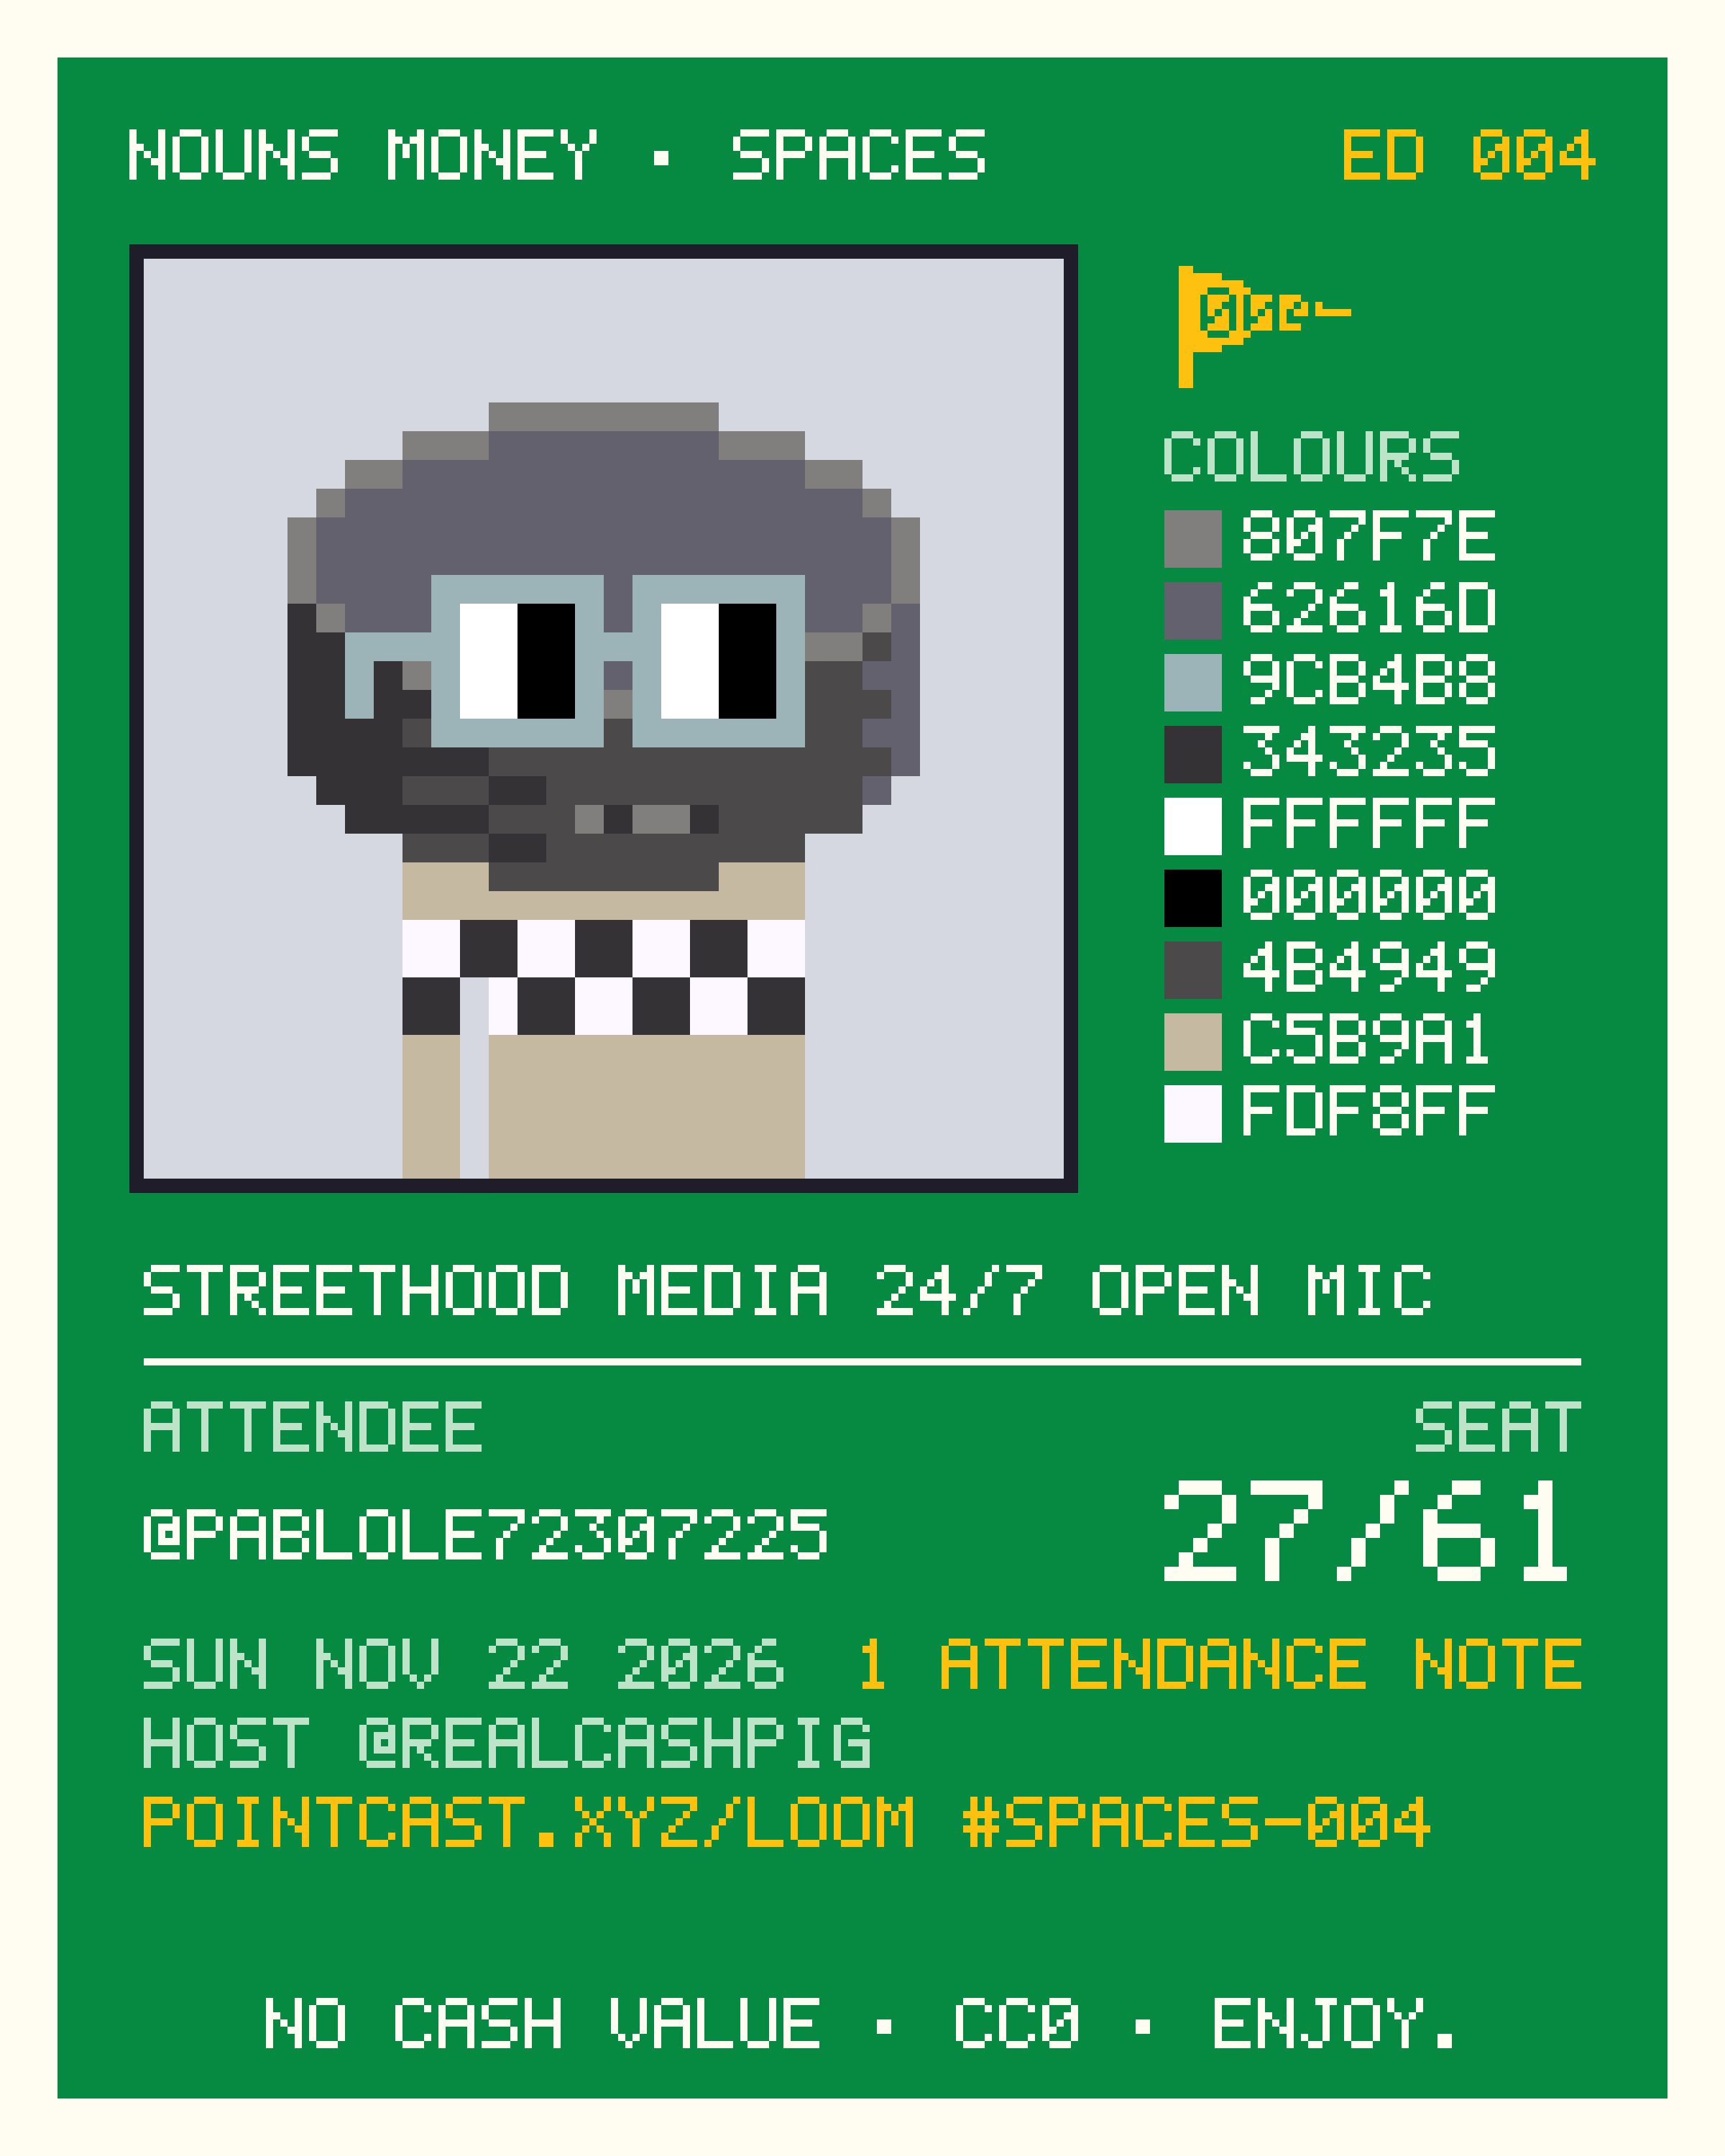 NOUNS MONEY · SPACES
ED 004
COLOURS
807F7E
62616D
9CB4B8
343235
FFFFFF
000000
4B4949
C5B9A1
FDF8FF
STREETHOOD MEDIA 24/7 OPEN MIC
ATTENDEE
SEAT
@PABLOLE72307225
27/61
SUN NOV 22 2026
1 ATTENDANCE NOTE
HOST @REALCASHPIG
POINTCAST.XYZ/LOOM #SPACES-004
NO CASH VALUE · CC0 · ENJOY.